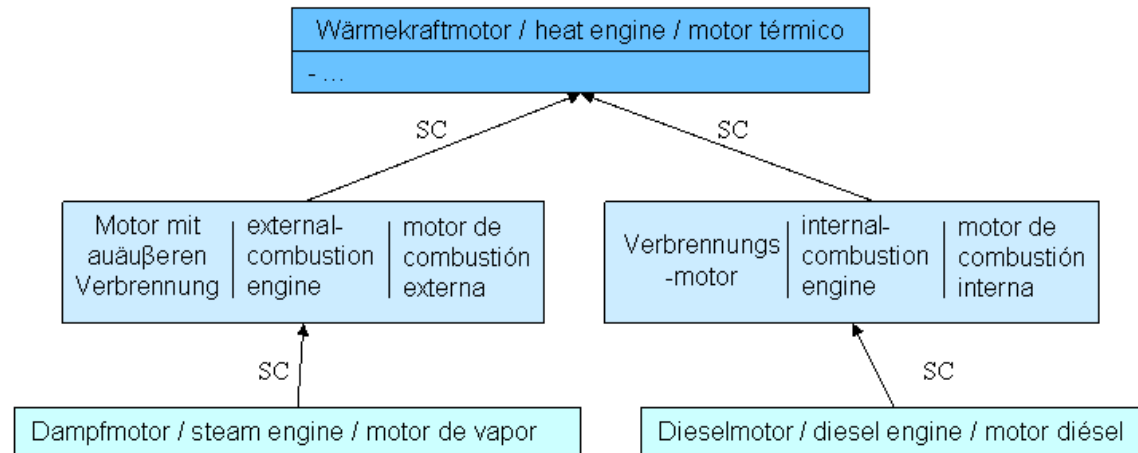 Wärmekraftmotor / heat engine / motor térmico
- ...
SC
SC
Motor mit
auäußeren
Verbrennung
external-
combustion
engine
motor de
combustión
externa
Verbrennungs
-motor
internal-
combustion
engine
motor de
combustión
interna
SC
SC
Dampfmotor / steam engine / motor de vapor
Dieselmotor / diesel engine / motor diésel